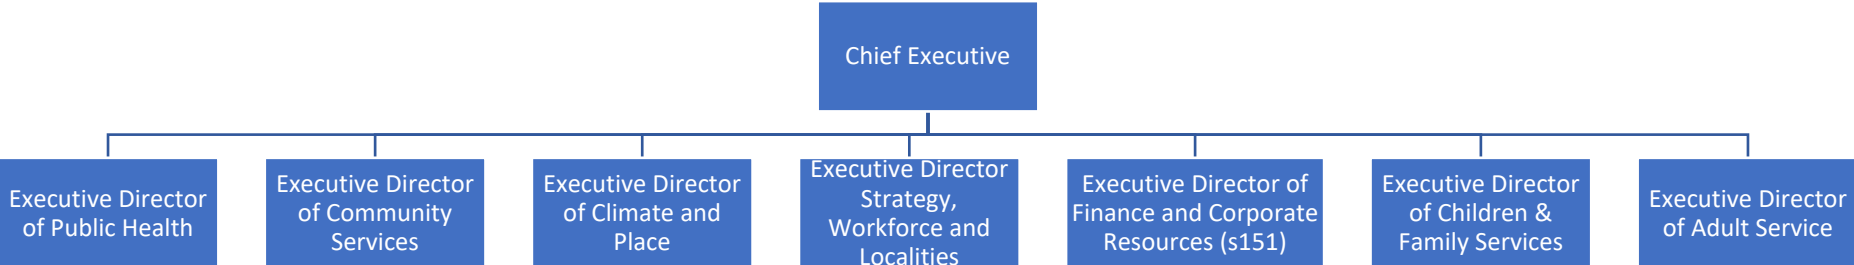 Chief Executive
Executive Director
of Public Health
Executive Director
of Community
Services
Executive Director
of Climate and
Place
Executive Director
Strategy,
Workforce and
Localities
Executive Director of
Finance and Corporate
Resources (s151)
Executive Director
of Children &
Family Services
Executive Director
of Adult Service